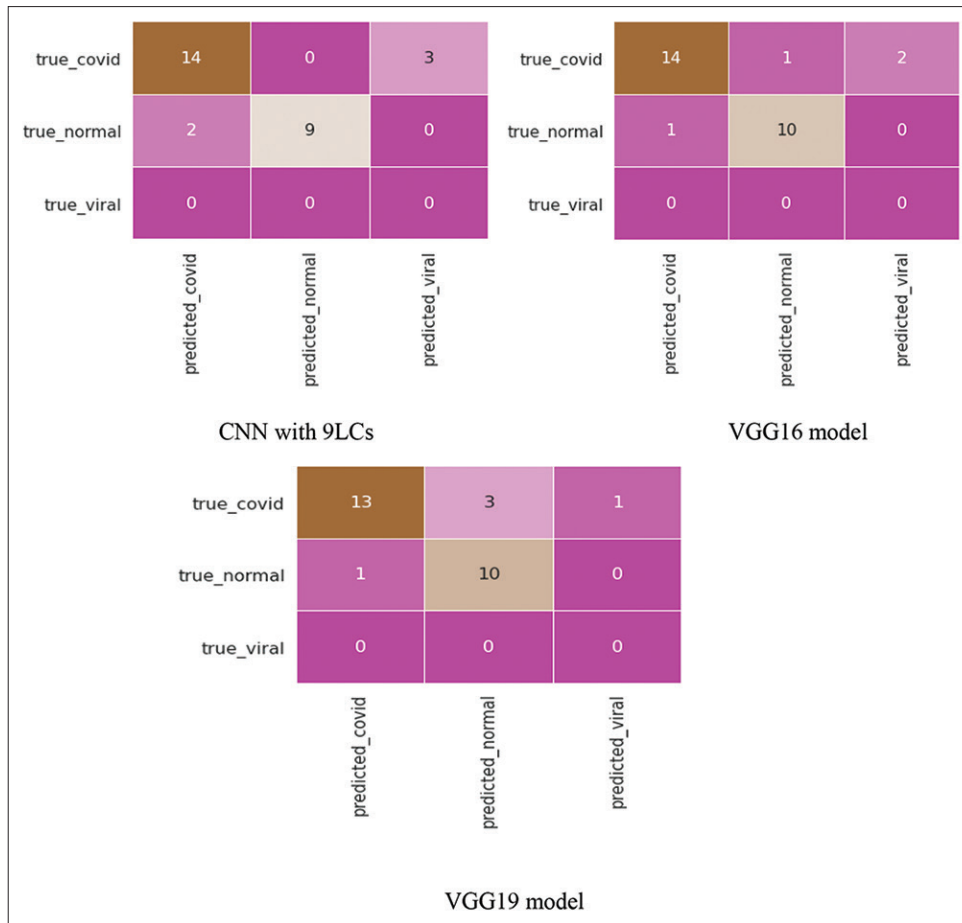 true_covid 14 0 3
true_normal 2 9 0
true_viral 0 0 0
predicted_covid
predicted_normal
predicted_viral
CNN with 9LCs
true_covid 14 1 2
true_normal 1 10 0
true_viral 0 0 0
predicted_covid
predicted_normal
predicted_viral
VGG16 model
true_covid 13 3 1
true_normal 1 10 0
true_viral 0 0 0
predicted_covid
predicted_normal
predicted_viral
VGG19 model